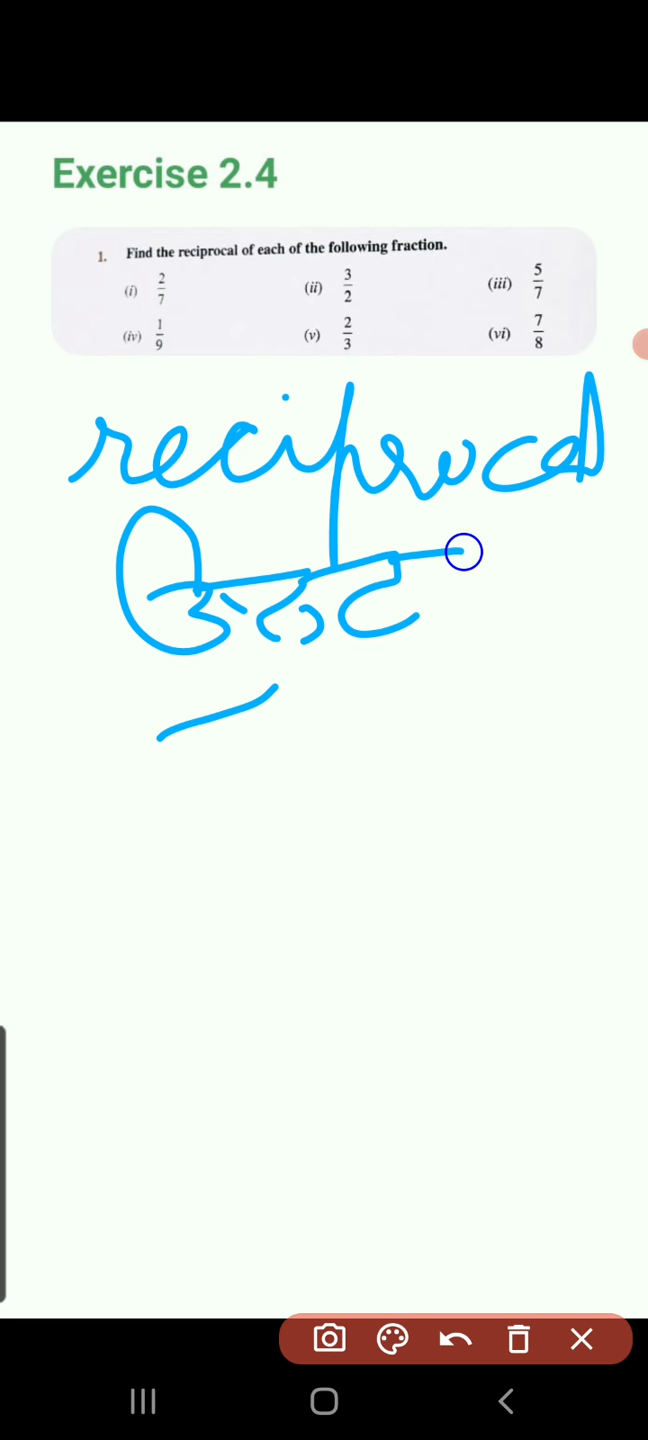 Exercise 2.4
1. Find the reciprocal of each of the following fraction.
(i) 2/7 (ii) 3/2 (iii) 5/7
(iv) 1/9 (v) 2/3 (vi) 7/8
reciprocal